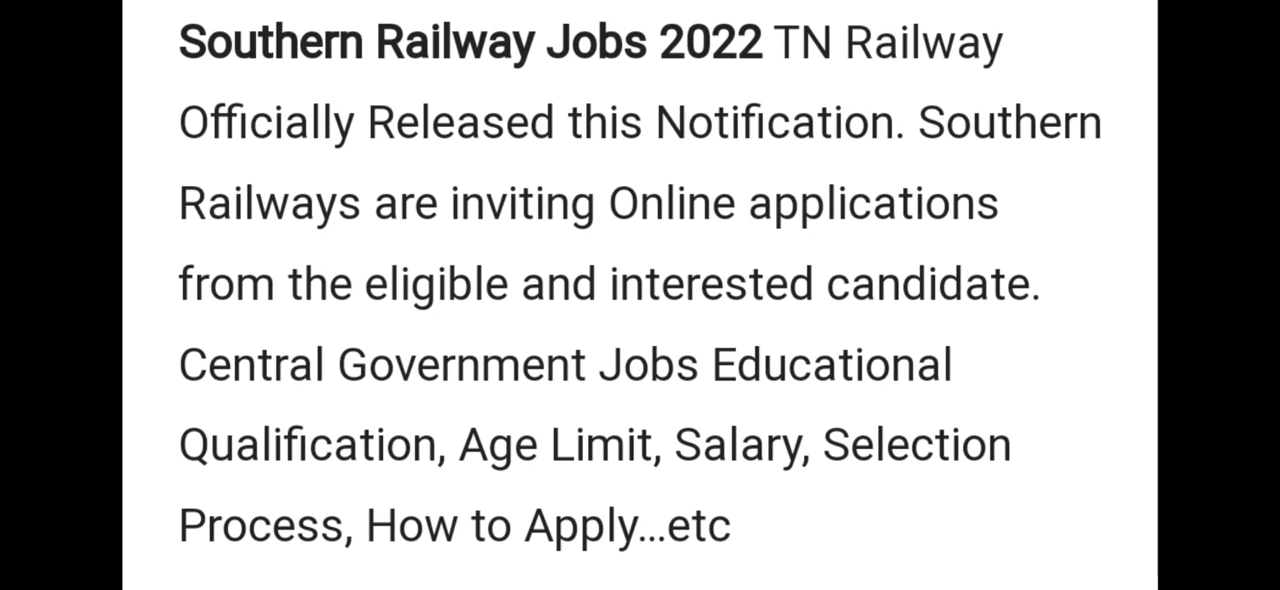 Southern Railway Jobs 2022 TN Railway
Officially Released this Notification. Southern
Railways are inviting Online applications
from the eligible and interested candidate.
Central Government Jobs Educational
Qualification, Age Limit, Salary, Selection
Process, How to Apply...etc